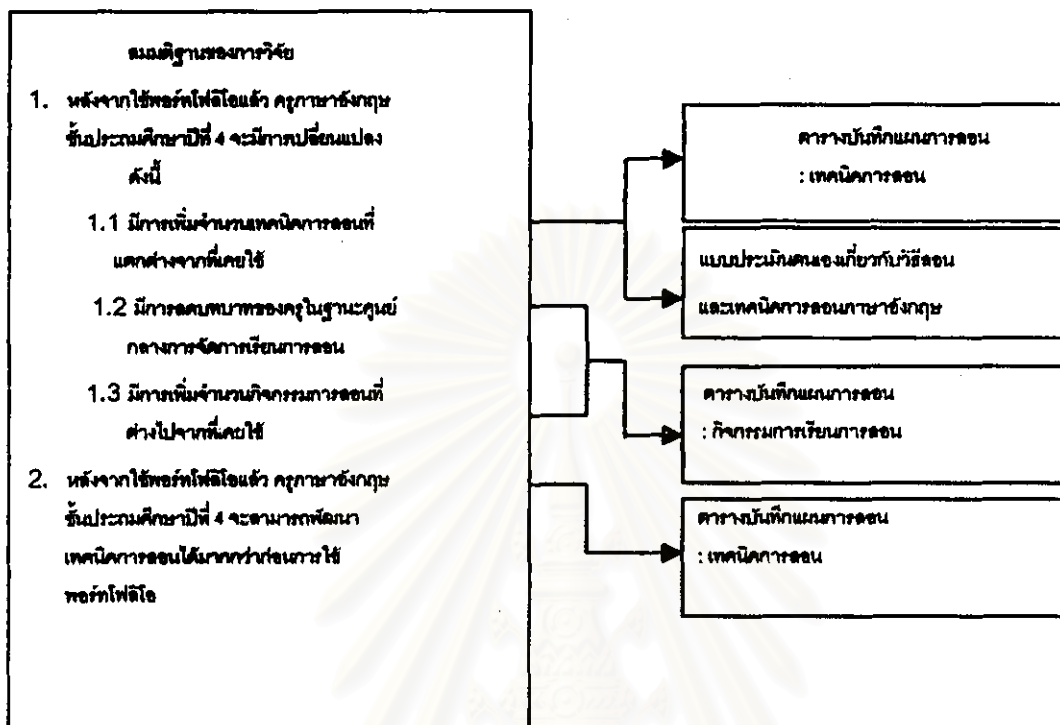 สมมติฐานของการวิจัย
1. หลังจากใช้พอร์ทโฟลิโอแล้ว ครูภาษาอังกฤษ
ชั้นประถมศึกษาปีที่ 4 จะมีการเปลี่ยนแปลง
ดังนี้
1.1 มีการเพิ่มจำนวนเทคนิคการสอนที่
แตกต่างจากที่เคยใช้
1.2 มีการลดบทบาทของครูในฐานะศูนย์
กลางการจัดการเรียนการสอน
1.3 มีการเพิ่มจำนวนกิจกรรมการสอนที่
ต่างไปจากที่เคยใช้
2. หลังจากใช้พอร์ทโฟลิโอแล้ว ครูภาษาอังกฤษ
ชั้นประถมศึกษาปีที่ 4 จะสามารถพัฒนา
เทคนิคการสอนได้มากกว่าก่อนการใช้
พอร์ทโฟลิโอ
ตารางบันทึกแผนการสอน
: เทคนิคการสอน
แบบประเมินตนเองเกี่ยวกับวิธีสอน
และเทคนิคการสอนภาษาอังกฤษ
ตารางบันทึกแผนการสอน
: กิจกรรมการเรียนการสอน
ตารางบันทึกแผนการสอน
: เทคนิคการสอน